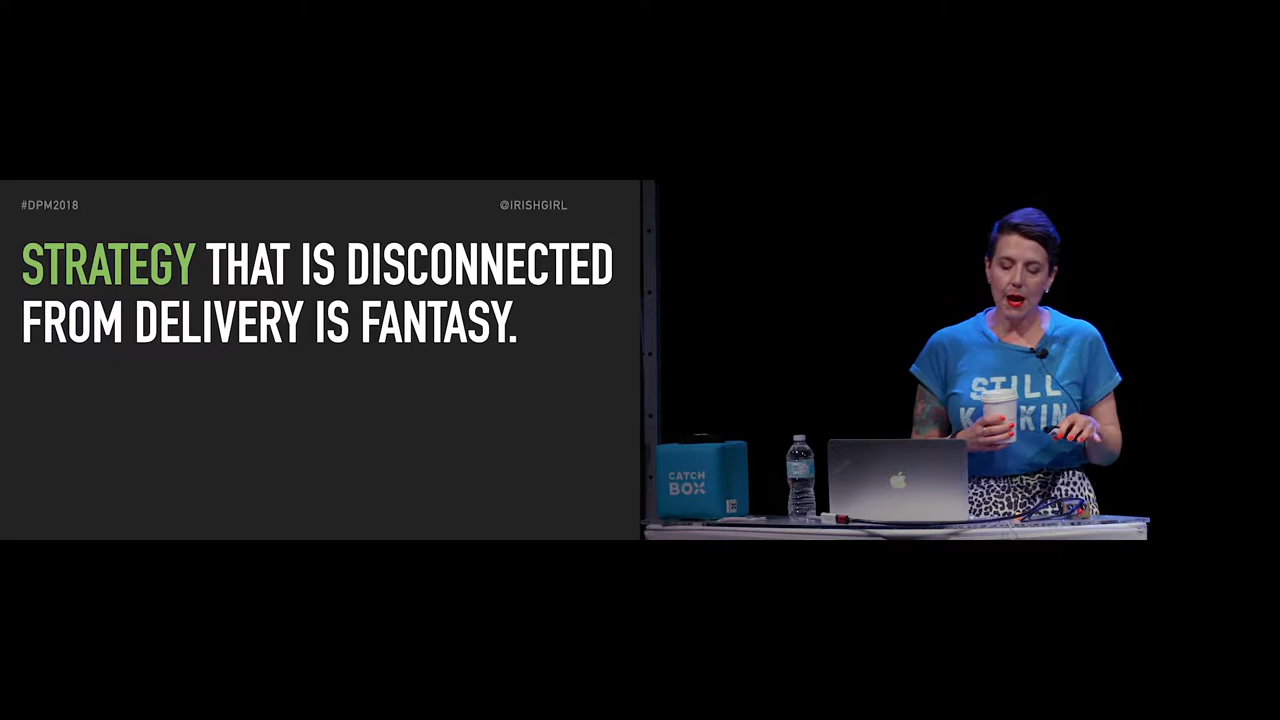 #DPM2018
@IRISHGIRL
STRATEGY THAT IS DISCONNECTED
FROM DELIVERY IS FANTASY.
STILL
CATCH
BOX